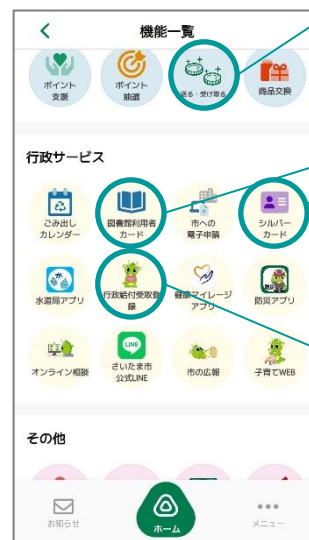 機能一覧
ポイント
支援
ポイント
抽選
送る・受け取る
商品交換
行政サービス
ごみ出し
カレンダー
図書館利用者
カード
市への
電子申請
シルバー
カード
水道局アプリ
行政給付受取登
録
健康マイレージ
アプリ
防災アプリ
オンライン相談
LINE
さいたま市
公式LINE
市の広報
子育てWEB
その他
お知らせ
ホーム
メニュー